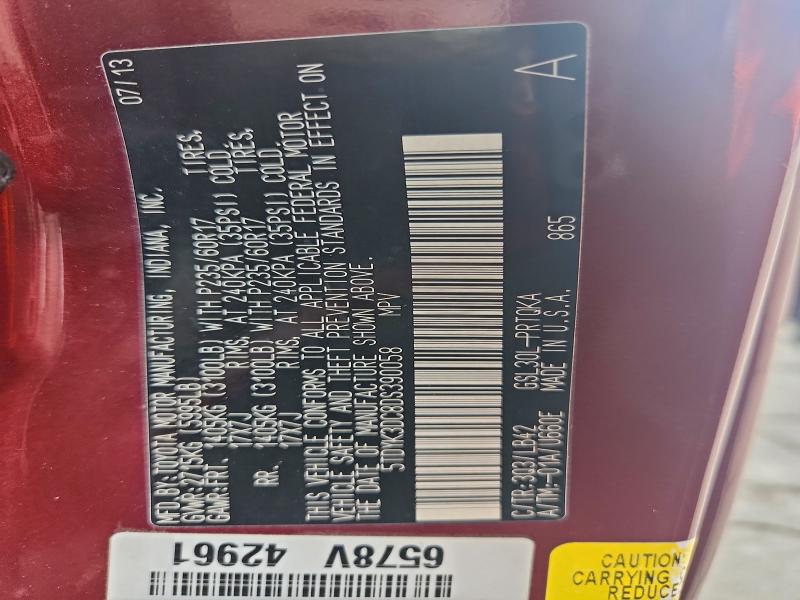 07/13
MFD.BY:TOYOTA MOTOR MANUFACTURING, INDIANA, INC.
GVWR:2715KG (5995LB)
GAWR:FRT. 1405KG (3100LB) WITH P235/60R17 TIRES,
17X7J RIMS, AT 240KPA (35PSI) COLD.
RR. 1405KG (3100LB) WITH P235/60R17 TIRES,
17X7J RIMS, AT 240KPA (35PSI) COLD.
THIS VEHICLE CONFORMS TO ALL APPLICABLE FEDERAL MOTOR
VEHICLE SAFETY AND THEFT PREVENTION STANDARDS IN EFFECT ON
THE DATE OF MANUFACTURE SHOWN ABOVE.
5TDXK3DC8DS390058 MPV
C/TR:3R3/LB42 GSL30L-PRTQKA
A/TM:-01A/U660E MADE IN U.S.A.
A
865
6578V 42961
CAUTION
CARRYING
REDUCE